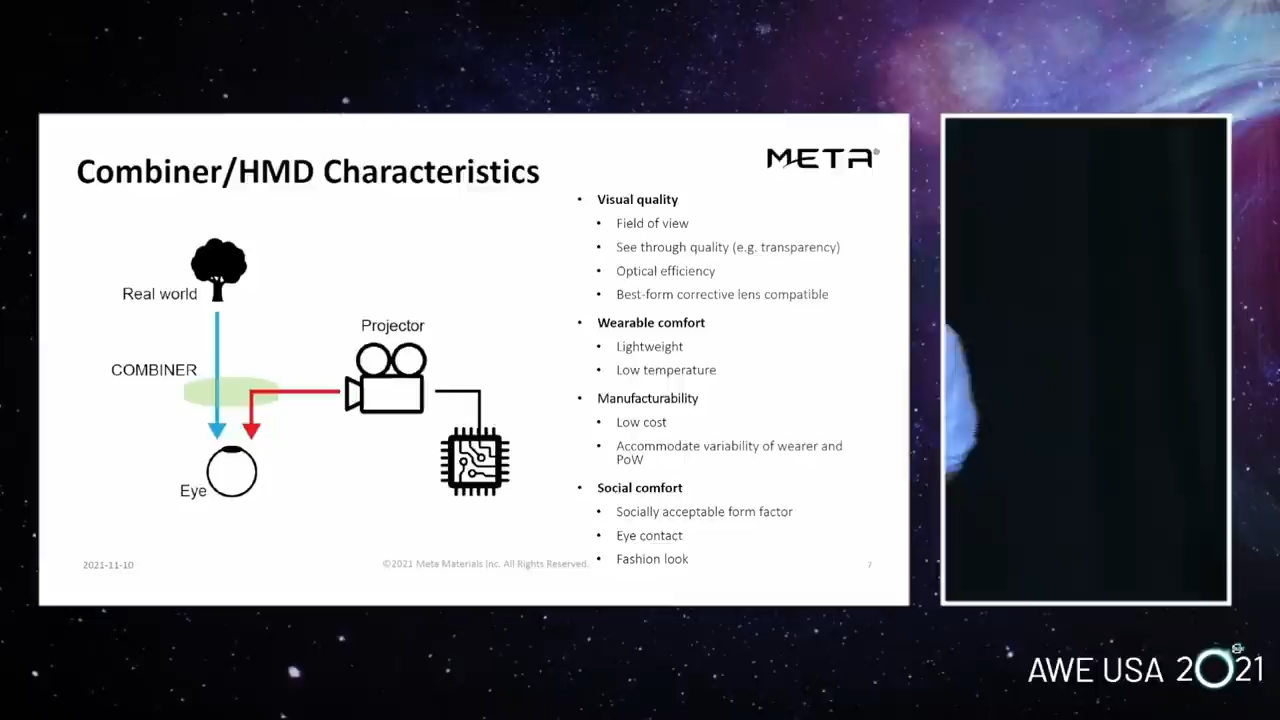 Combiner/HMD Characteristics
META
Real world
COMBINER
Projector
Eye
• Visual quality
• Field of view
• See through quality (e.g. transparency)
• Optical efficiency
• Best-form corrective lens compatible
• Wearable comfort
• Lightweight
• Low temperature
• Manufacturability
• Low cost
• Accommodate variability of wearer and
PoW
• Social comfort
• Socially acceptable form factor
• Eye contact
• Fashion look
2021-11-10
©2021 Meta Materials Inc. All Rights Reserved.
7
AWE USA 2021